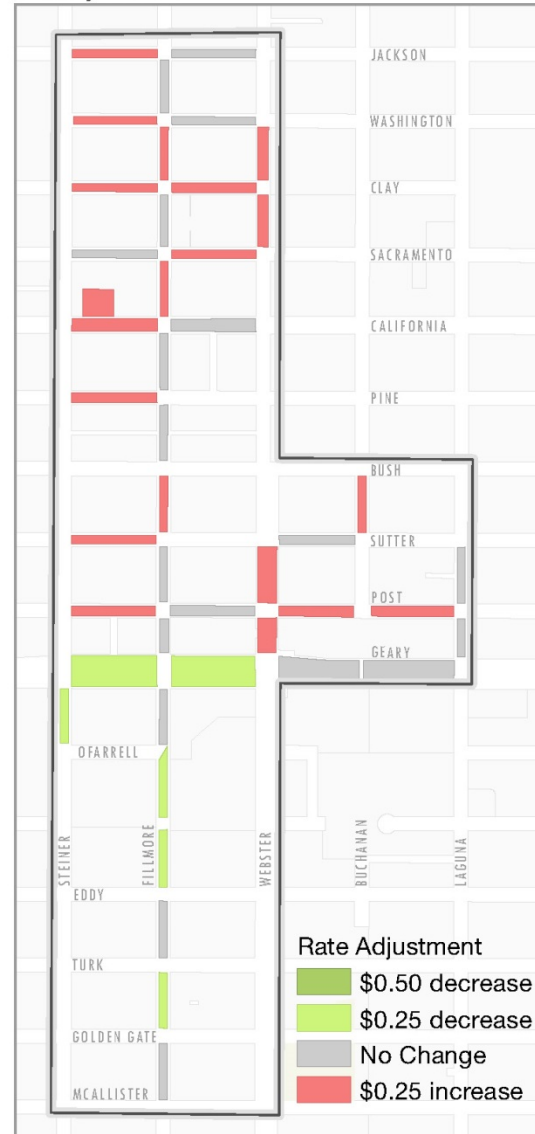 JACKSON
WASHINGTON
CLAY
SACRAMENTO
CALIFORNIA
PINE
BUSH
SUTTER
POST
GEARY
OFARRELL
STEINER
FILLMORE
WEBSTER
BUCHANAN
LAGUNA
EDDY
TURK
GOLDEN GATE
MCALLISTER
Rate Adjustment
$0.50 decrease
$0.25 decrease
No Change
$0.25 increase